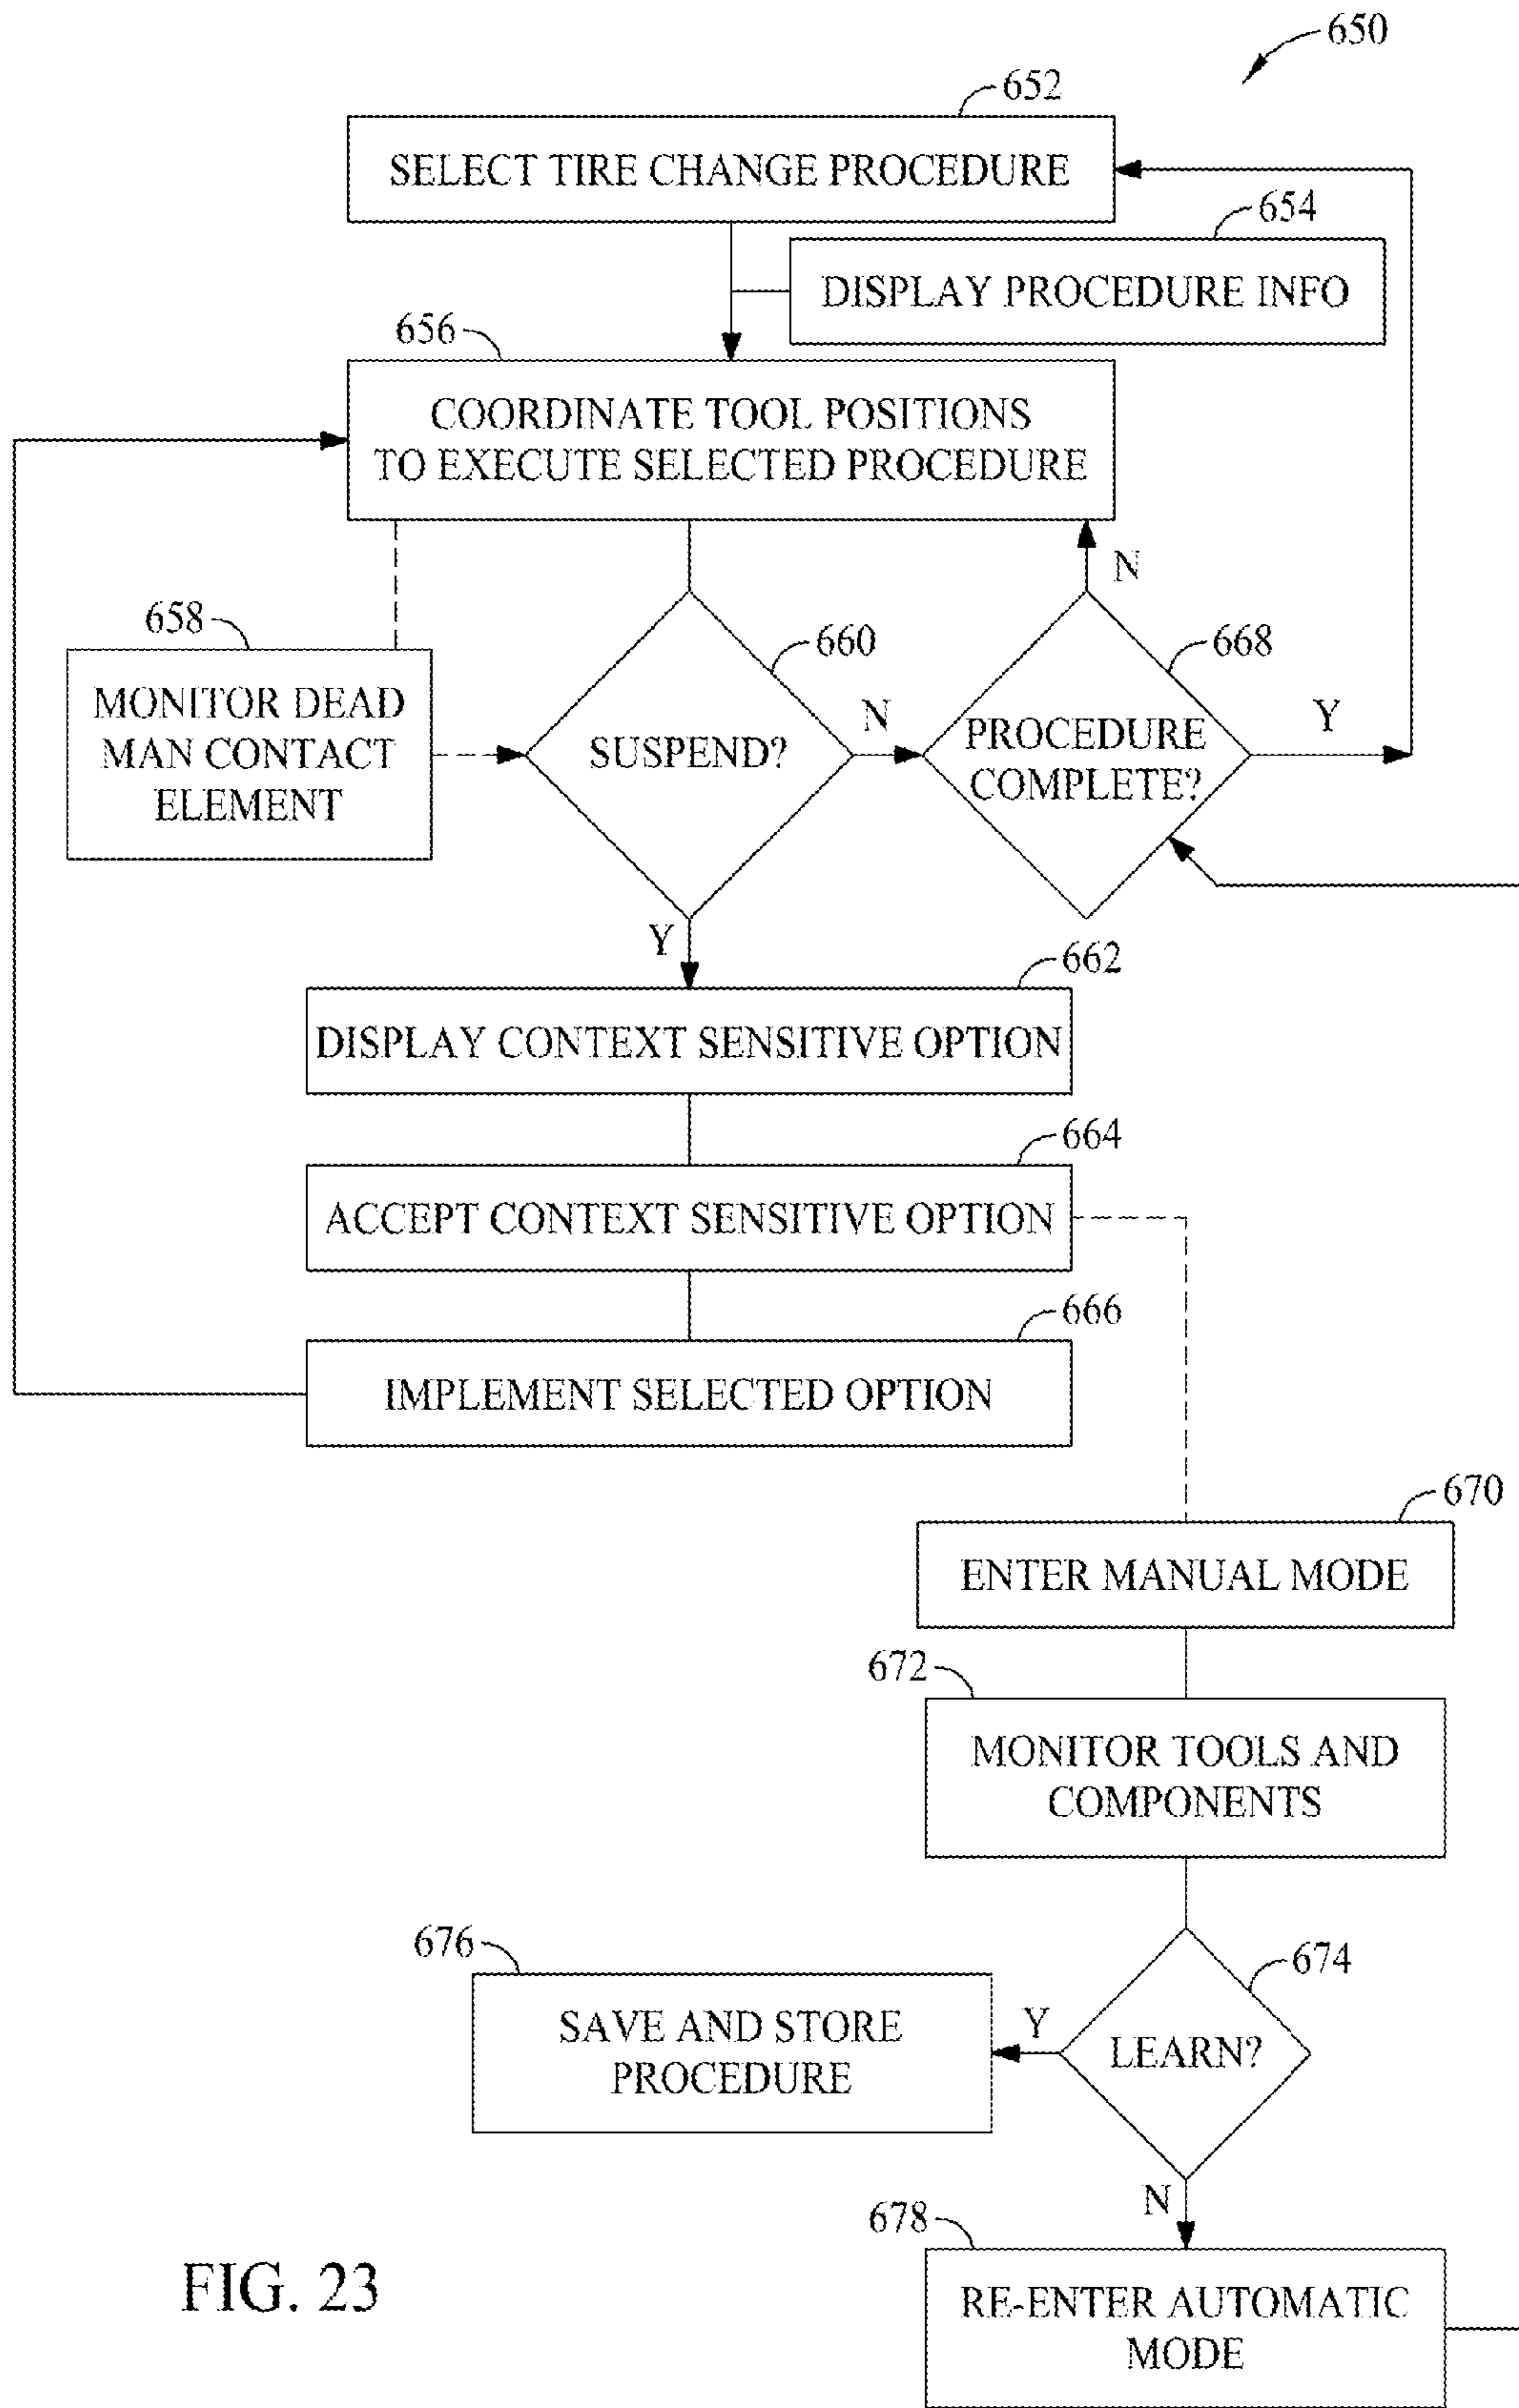 650
652
SELECT TIRE CHANGE PROCEDURE
654
DISPLAY PROCEDURE INFO
656
COORDINATE TOOL POSITIONS
TO EXECUTE SELECTED PROCEDURE
N
658
MONITOR DEAD
MAN CONTACT
ELEMENT
660
SUSPEND?
N
668
PROCEDURE
COMPLETE?
Y
Y
662
DISPLAY CONTEXT SENSITIVE OPTION
664
ACCEPT CONTEXT SENSITIVE OPTION
666
IMPLEMENT SELECTED OPTION
670
ENTER MANUAL MODE
672
MONITOR TOOLS AND
COMPONENTS
674
LEARN?
Y
676
SAVE AND STORE
PROCEDURE
N
678
RE-ENTER AUTOMATIC
MODE
FIG. 23